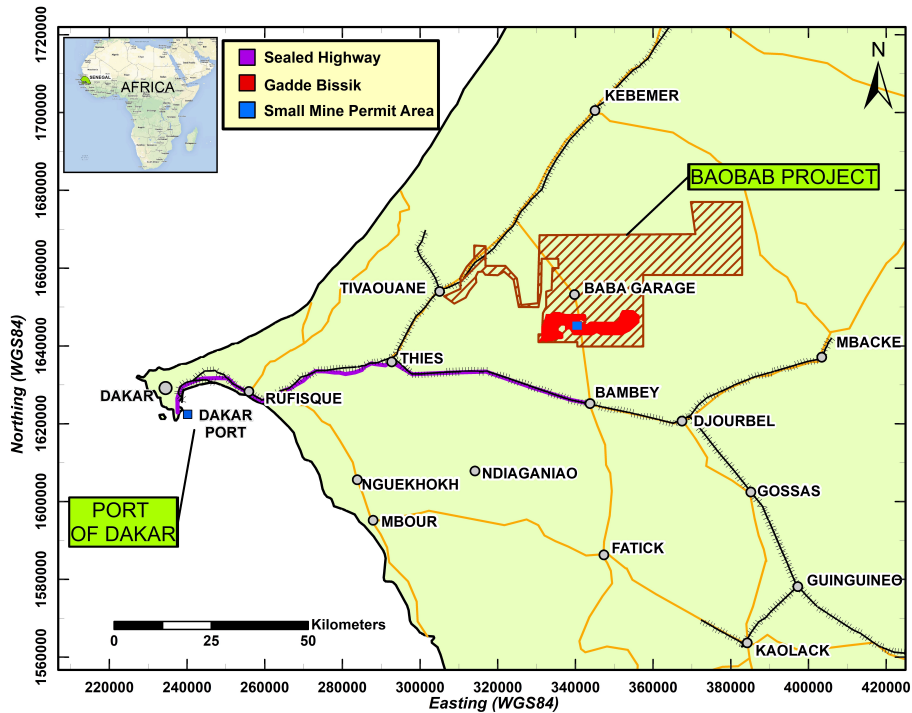 SENEGAL
AFRICA
Sealed Highway
Gadde Bissik
Small Mine Permit Area
N
KEBEMER
BAOBAB PROJECT
TIVAOUANE
BABA GARAGE
MBACKE
THIES
DAKAR
RUFISQUE
BAMBEY
DAKAR
PORT
DJOURBEL
NDIAGANIAO
NGUEKHOKH
GOSSAS
PORT
OF DAKAR
MBOUR
FATICK
GUINGUINEO
KAOLACK
Kilometers
0
25
50
1720000
1700000
1680000
1660000
1640000
1620000
1600000
1580000
1560000
Northing (WGS84)
220000
240000
260000
280000
300000
320000
340000
360000
380000
400000
420000
Easting (WGS84)